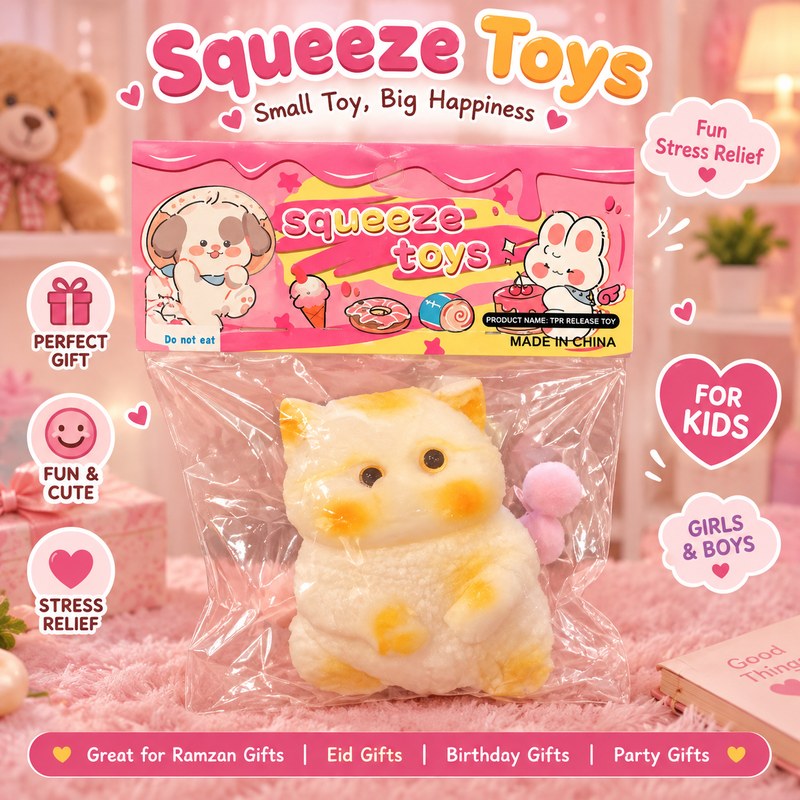 Squeeze Toys
Small Toy, Big Happiness
Fun
Stress Relief
squeeze
toys
Do not eat
PRODUCT NAME: TPR RELEASE TOY
MADE IN CHINA
PERFECT
GIFT
FUN &
CUTE
STRESS
RELIEF
FOR
KIDS
GIRLS
& BOYS
Good
Things
Great for Ramzan Gifts | Eid Gifts | Birthday Gifts | Party Gifts